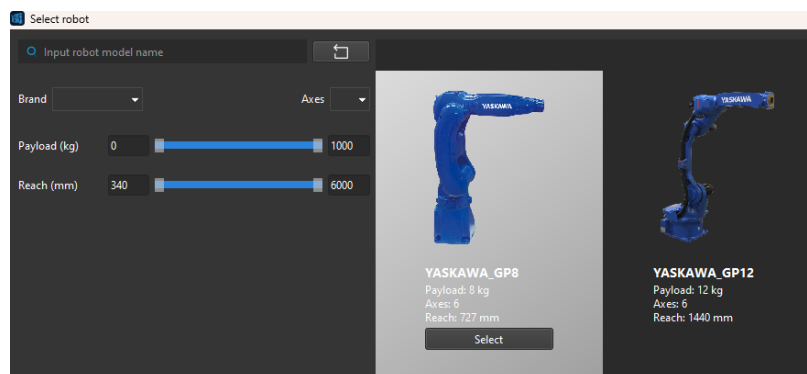 Select robot
Input robot model name
Brand
Axes
Payload (kg)
0
1000
Reach (mm)
340
6000
YASKAWA
YASKAWA_GP8
Payload: 8 kg
Axes: 6
Reach: 727 mm
Select
YASKAWA
YASKAWA_GP12
Payload: 12 kg
Axes: 6
Reach: 1440 mm